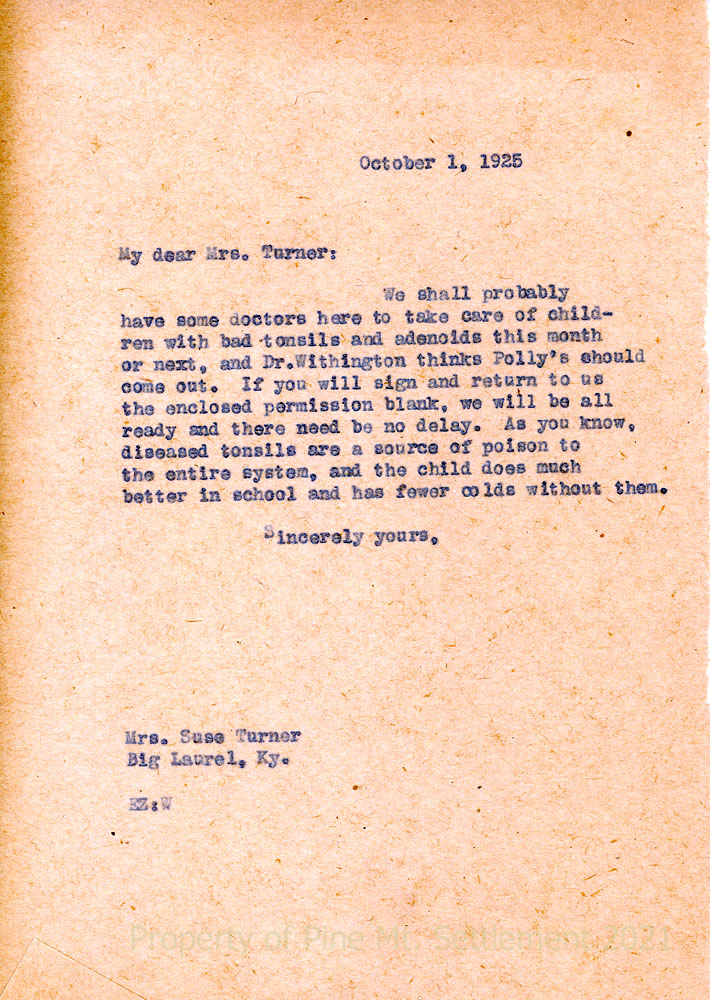 October 1, 1925
My dear Mrs. Turner:
We shall probably
have some doctors here to take care of child-
ren with bad tonsils and adenoids this month
or next, and Dr.Withington thinks Polly's should
come out. If you will sign and return to us
the enclosed permission blank, we will be all
ready and there need be no delay. As you know,
diseased tonsils are a source of poison to
the entire system, and the child does much
better in school and has fewer colds without them.
Sincerely yours,
Mrs. Suse Turner
Big Laurel, Ky.
EZ:W
Property of Pine Mt. Settlement 2021